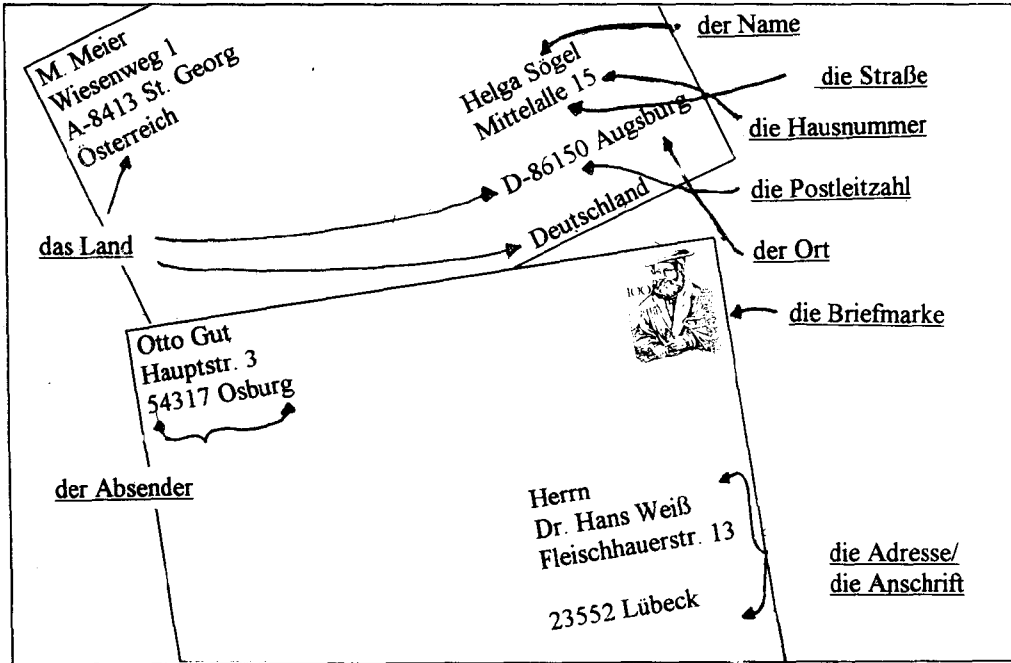 M. Meier
Wiesenweg 1
A-8413 St. Georg
Österreich
Helga Sögel
Mittelalle 15
D-86150 Augsburg
Deutschland
der Name
die Straße
die Hausnummer
die Postleitzahl
der Ort
die Briefmarke
das Land
100
Otto Gut
Hauptstr. 3
54317 Osburg
der Absender
Herrn
Dr. Hans Weiß
Fleischhauerstr. 13
23552 Lübeck
die Adresse/
die Anschrift